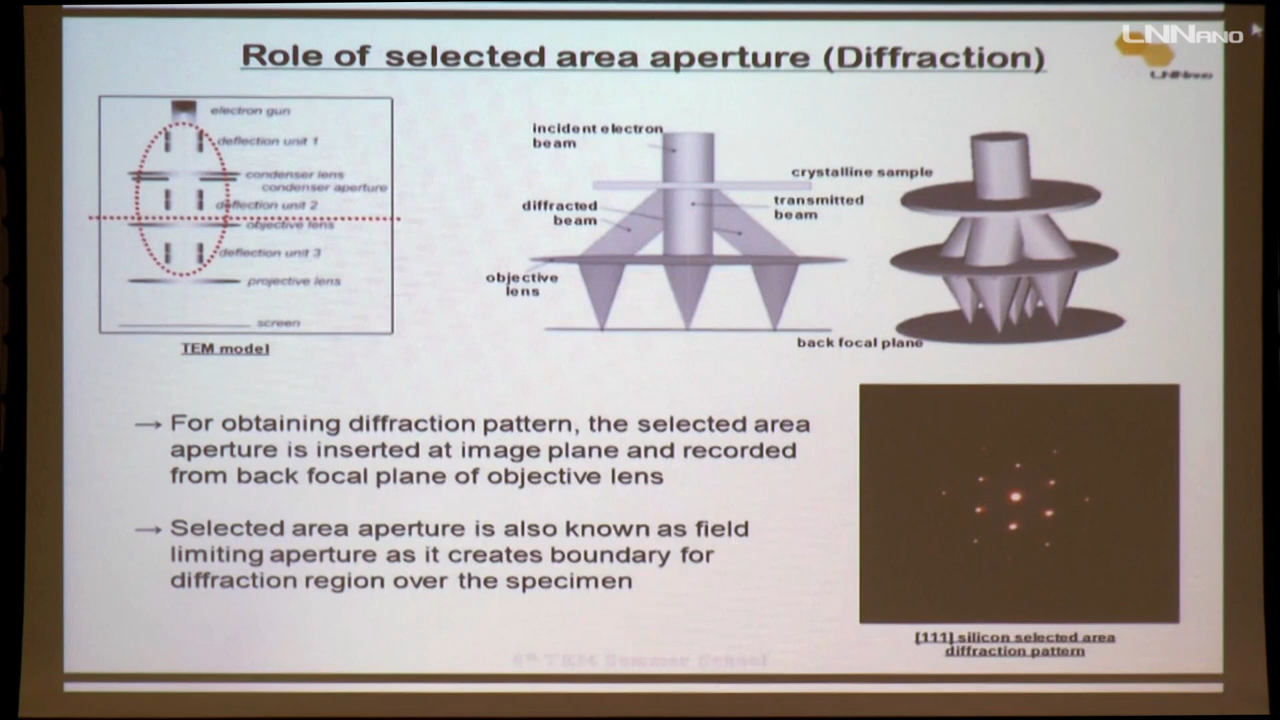 Role of selected area aperture (Diffraction)
LNNANO
LNNano
electron gun
deflection unit 1
condenser lens
condenser aperture
deflection unit 2
objective lens
deflection unit 3
projective lens
screen
TEM model
incident electron
beam
crystalline sample
diffracted
beam
transmitted
beam
objective
lens
back focal plane
→ For obtaining diffraction pattern, the selected area
aperture is inserted at image plane and recorded
from back focal plane of objective lens
→ Selected area aperture is also known as field
limiting aperture as it creates boundary for
diffraction region over the specimen
[111] silicon selected area
diffraction pattern
TEM Summer School